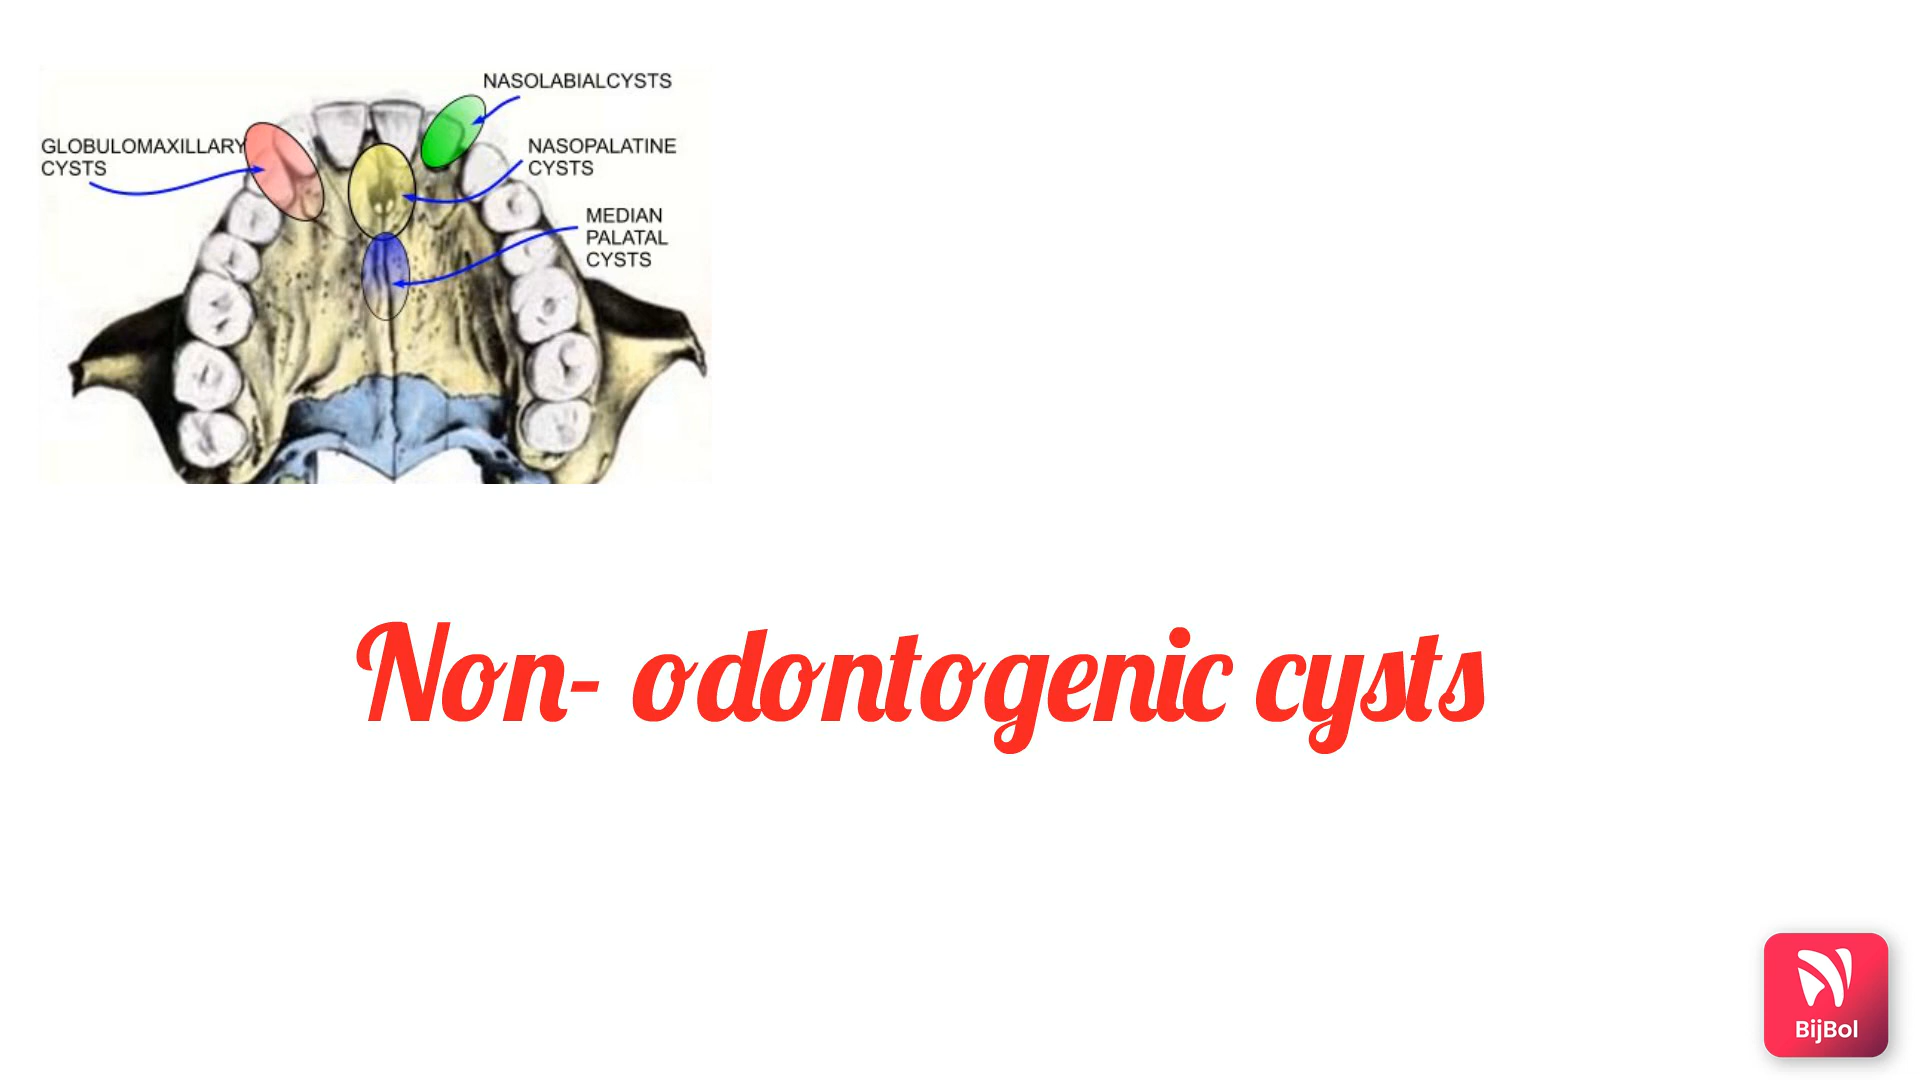 NASOLABIALCYSTS
GLOBULOMAXILLARY
CYSTS
NASOPALATINE
CYSTS
MEDIAN
PALATAL
CYSTS
Non- odontogenic cysts
BijBol